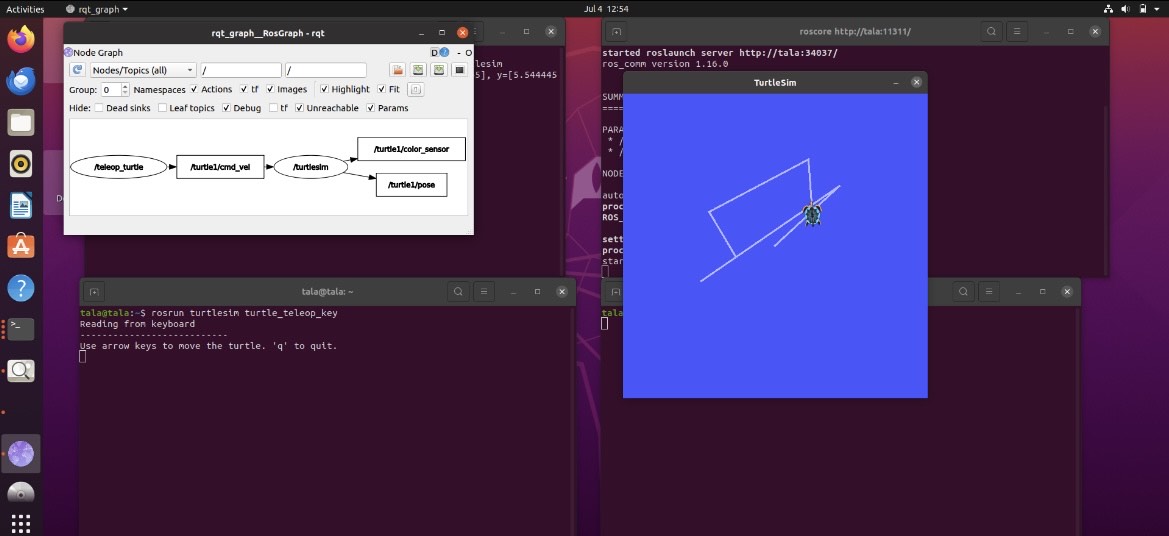 Activities
rqt_graph
Jul 4 12:54
rqt_graph__RosGraph - rqt
Node Graph
D
- O
Nodes/Topics (all)
/
/
Group: 0 Namespaces Actions tf Images Highlight Fit
Hide: Dead sinks Leaf topics Debug tf Unreachable Params
/teleop_turtle
/turtle1/cmd_vel
/turtlesim
/turtle1/color_sensor
/turtle1/pose
lesim
5], y=[5.544445
roscore http://tala:11311/
started roslaunch server http://tala:34037/
ros_comm version 1.16.0
SUMM
====
PARA
* /
* /
NODE
auto
proc
ROS_
sett
proc
star
TurtleSim
tala@tala: ~
tala@tala:~$ rosrun turtlesim turtle_teleop_key
Reading from keyboard
---------------------------
Use arrow keys to move the turtle. 'q' to quit.
tala